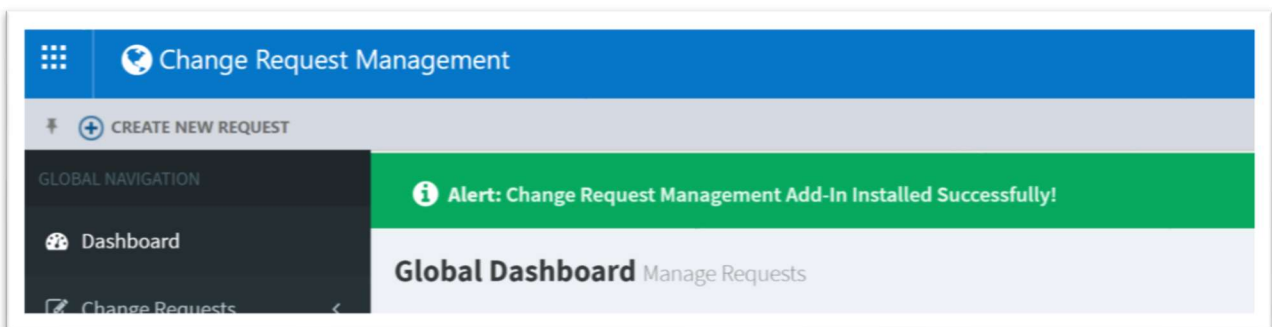 Change Request Management
CREATE NEW REQUEST
GLOBAL NAVIGATION
Alert: Change Request Management Add-In Installed Successfully!
Dashboard
Global Dashboard Manage Requests
Change Requests